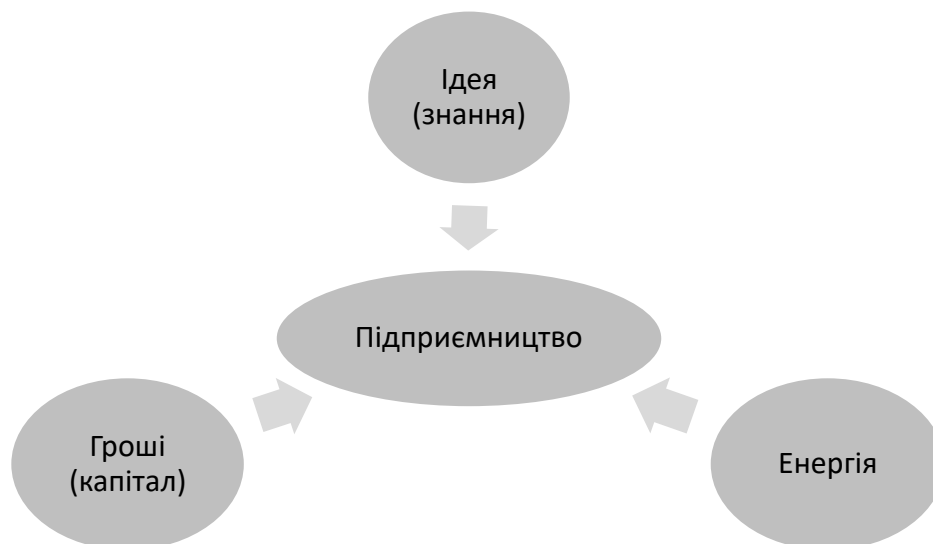 Ідея
(знання)
Підприємництво
Гроші
(капітал)
Енергія